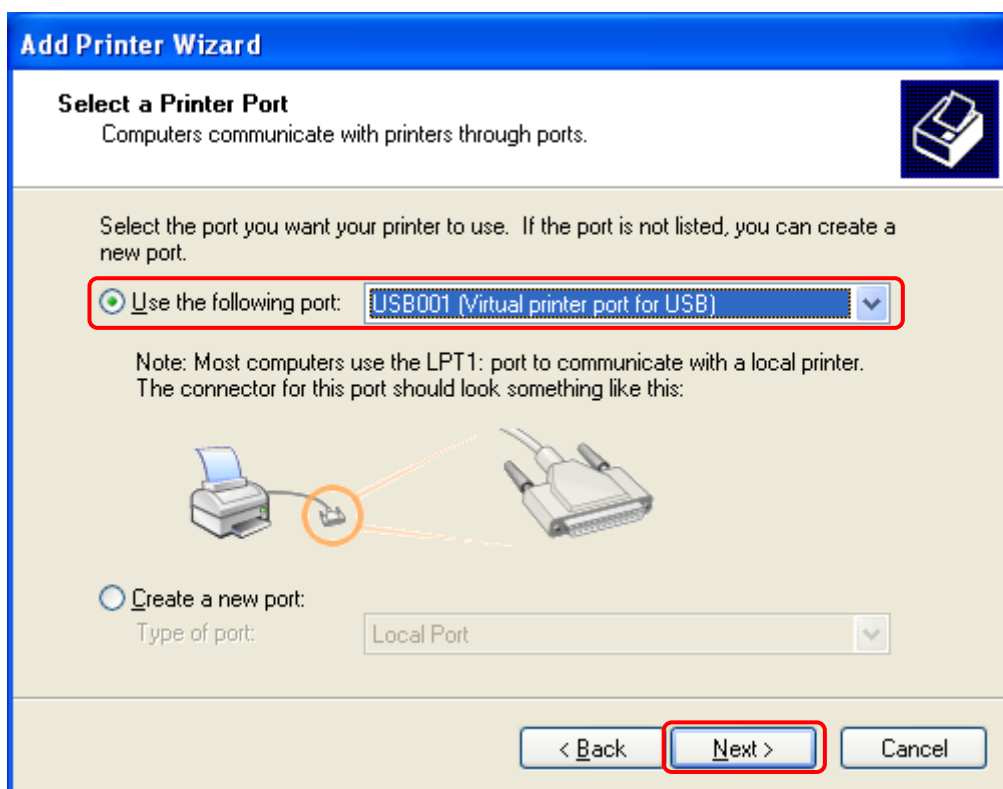 Add Printer Wizard
Select a Printer Port
Computers communicate with printers through ports.
Select the port you want your printer to use.  If the port is not listed, you can create a
new port.
Use the following port:
USB001 (Virtual printer port for USB)
Note: Most computers use the LPT1: port to communicate with a local printer.
The connector for this port should look something like this:
Create a new port:
Type of port:
Local Port
< Back
Next >
Cancel